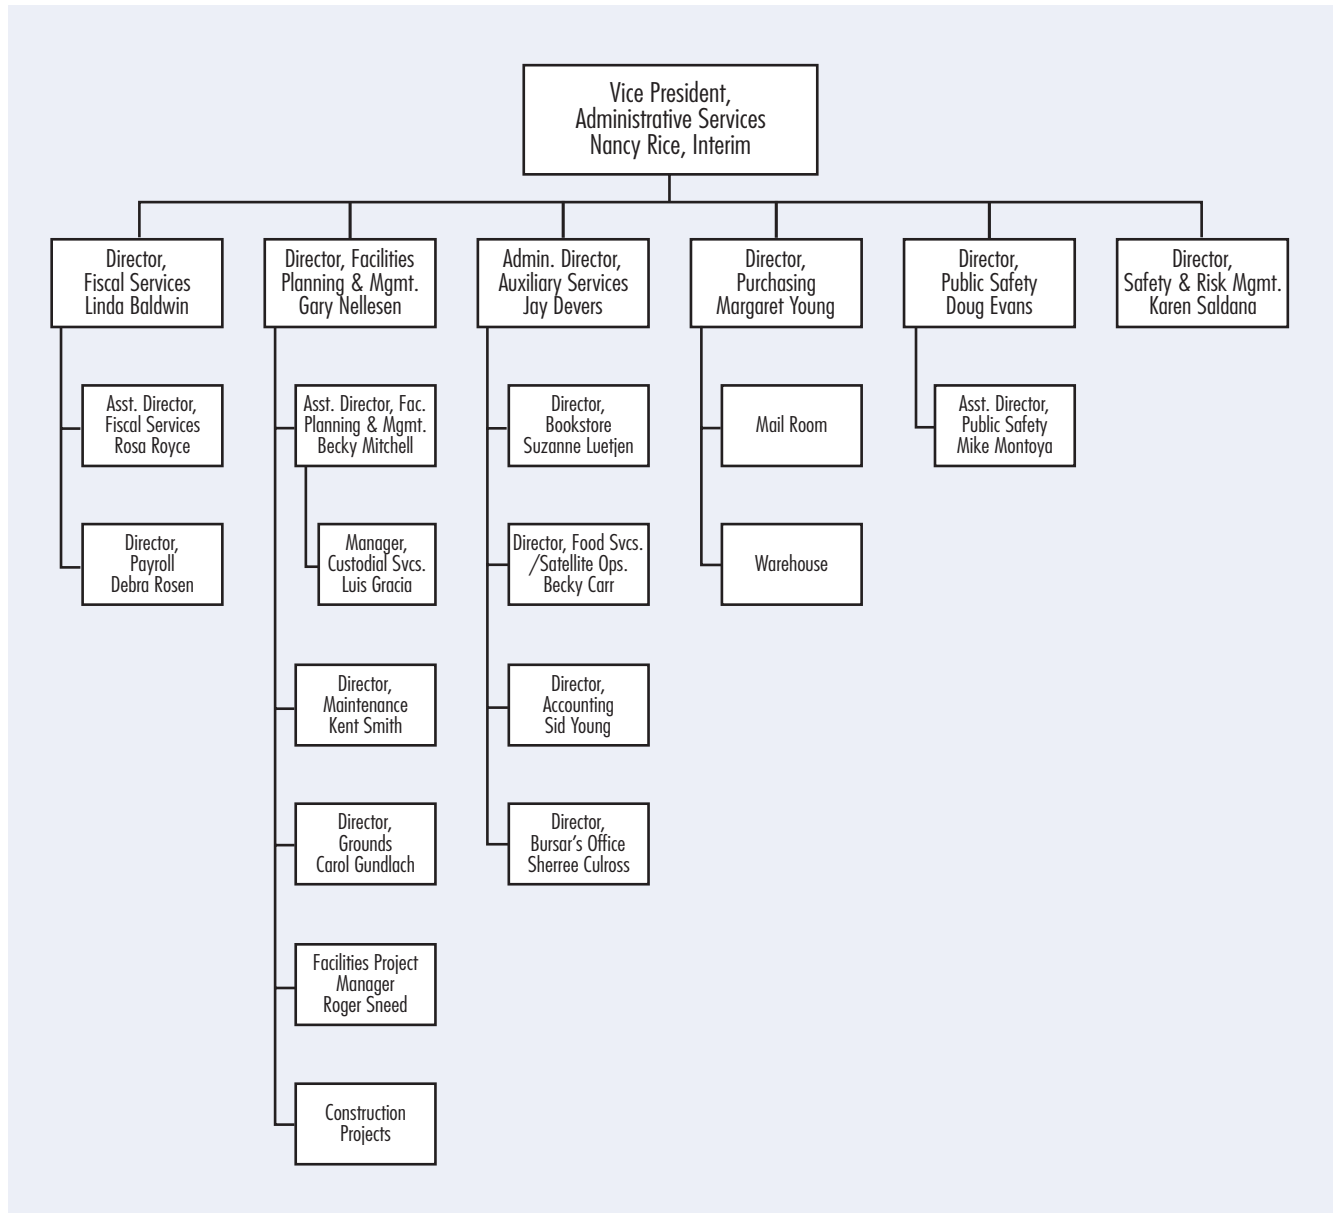 Vice President,
Administrative Services
Nancy Rice, Interim
Director,
Fiscal Services
Linda Baldwin
Asst. Director,
Fiscal Services
Rosa Royce
Director,
Payroll
Debra Rosen
Director, Facilities
Planning & Mgmt.
Gary Nellesen
Asst. Director, Fac.
Planning & Mgmt.
Becky Mitchell
Manager,
Custodial Svcs.
Luis Gracia
Director,
Maintenance
Kent Smith
Director,
Grounds
Carol Gundlach
Facilities Project
Manager
Roger Sneed
Construction
Projects
Admin. Director,
Auxiliary Services
Jay Devers
Director,
Bookstore
Suzanne Luetjen
Director, Food Svcs.
/Satellite Ops.
Becky Carr
Director,
Accounting
Sid Young
Director,
Bursar's Office
Sherree Culross
Director,
Purchasing
Margaret Young
Mail Room
Warehouse
Director,
Public Safety
Doug Evans
Asst. Director,
Public Safety
Mike Montoya
Director,
Safety & Risk Mgmt.
Karen Saldana